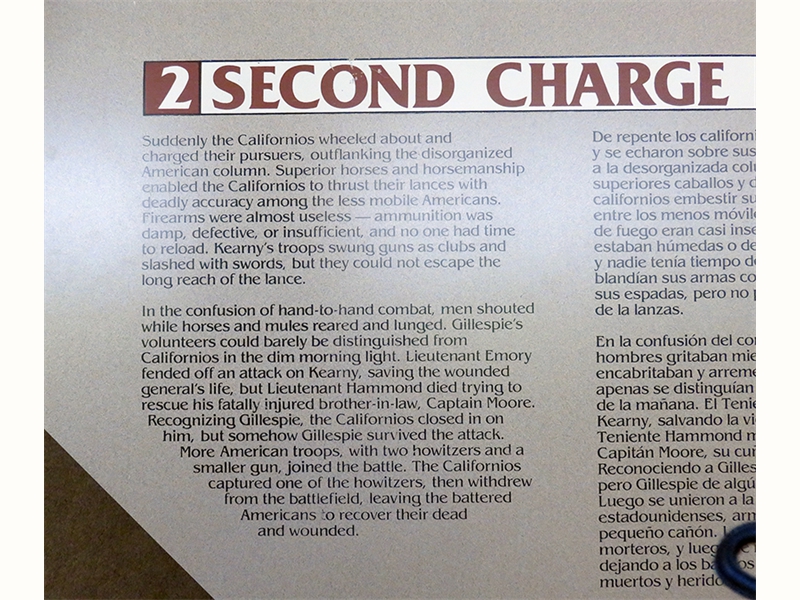 2 SECOND CHARGE
Suddenly the Californios wheeled about and
charged their pursuers, outflanking the disorganized
American column. Superior horses and horsemanship
enabled the Californios to thrust their lances with
deadly accuracy among the less mobile Americans.
Firearms were almost useless — ammunition was
damp, defective, or insufficient, and no one had time
to reload. Kearny's troops swung guns as clubs and
slashed with swords, but they could not escape the
long reach of the lance.
In the confusion of hand-to-hand combat, men shouted
while horses and mules reared and lunged. Gillespie's
volunteers could barely be distinguished from
Californios in the dim morning light. Lieutenant Emory
fended off an attack on Kearny, saving the wounded
general's life, but Lieutenant Hammond died trying to
rescue his fatally injured brother-in-law, Captain Moore.
Recognizing Gillespie, the Californios closed in on
him, but somehow Gillespie survived the attack.
More American troops, with two howitzers and a
smaller gun, joined the battle. The Californios
captured one of the howitzers, then withdrew
from the battlefield, leaving the battered
Americans to recover their dead
and wounded.
De repente los californi
y se echaron sobre sus
a la desorganizada colu
superiores caballos y d
californios embestir su
entre los menos móvile
de fuego eran casi inse
estaban húmedas o de
y nadie tenía tiempo d
blandían sus armas co
sus espadas, pero no p
de la lanzas.
En la confusión del co
hombres gritaban mie
encabritaban y arreme
apenas se distinguían
de la mañana. El Tenie
Kearny, salvando la vi
Teniente Hammond m
Capitán Moore, su cuñ
Reconociendo a Gilles
pero Gillespie de algú
Luego se unieron a la
estadounidenses, arm
pequeño cañón.
morteros, y
dejando a los
muertos y